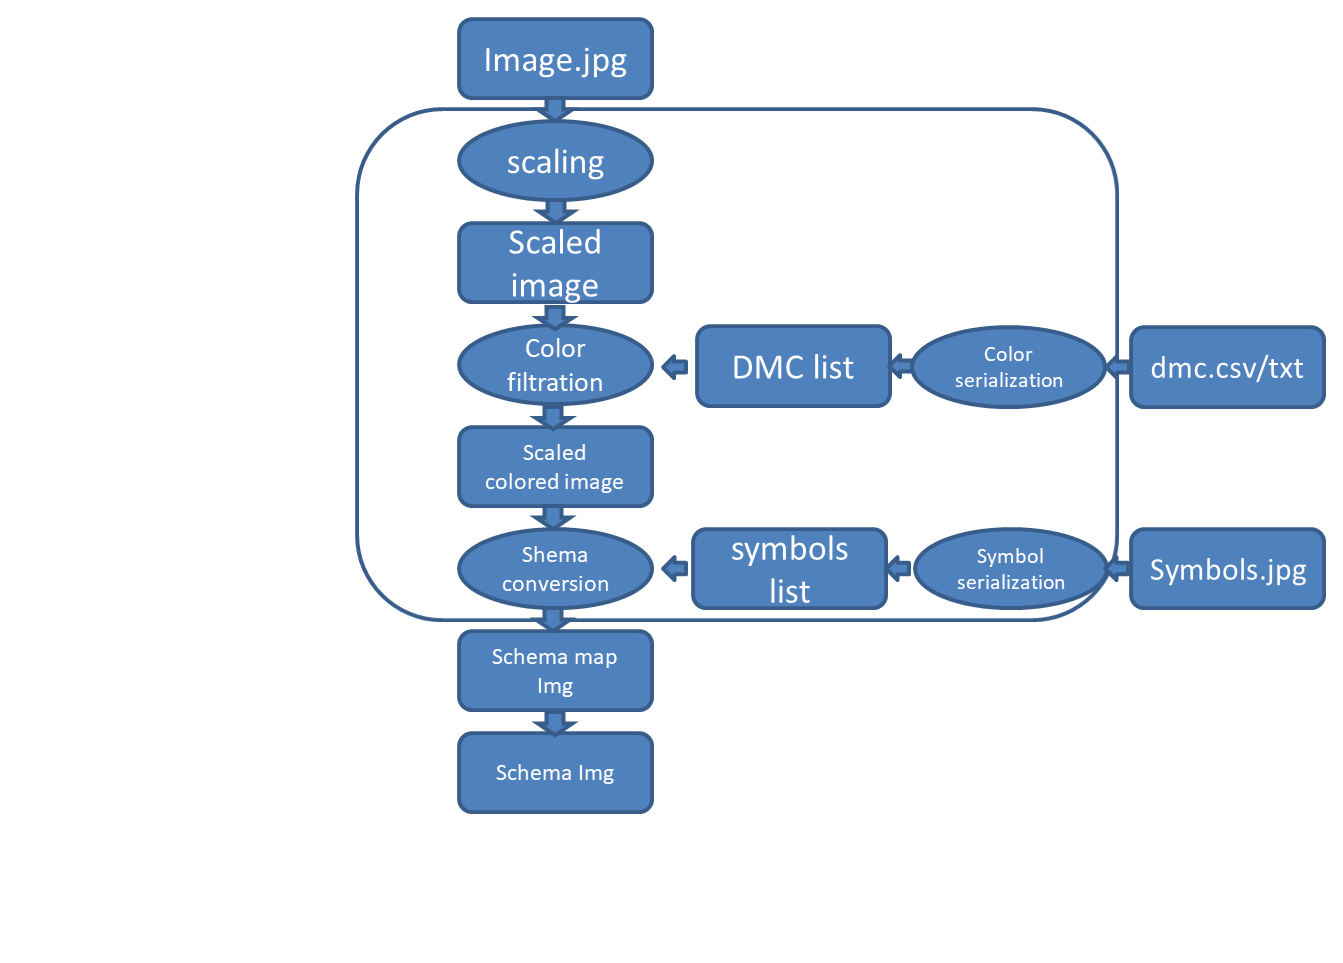 Image.jpg
scaling
Scaled
image
Color
filtration
DMC list
Color
serialization
dmc.csv/txt
Scaled
colored image
Shema
conversion
symbols
list
Symbol
serialization
Symbols.jpg
Schema map
Img
Schema Img